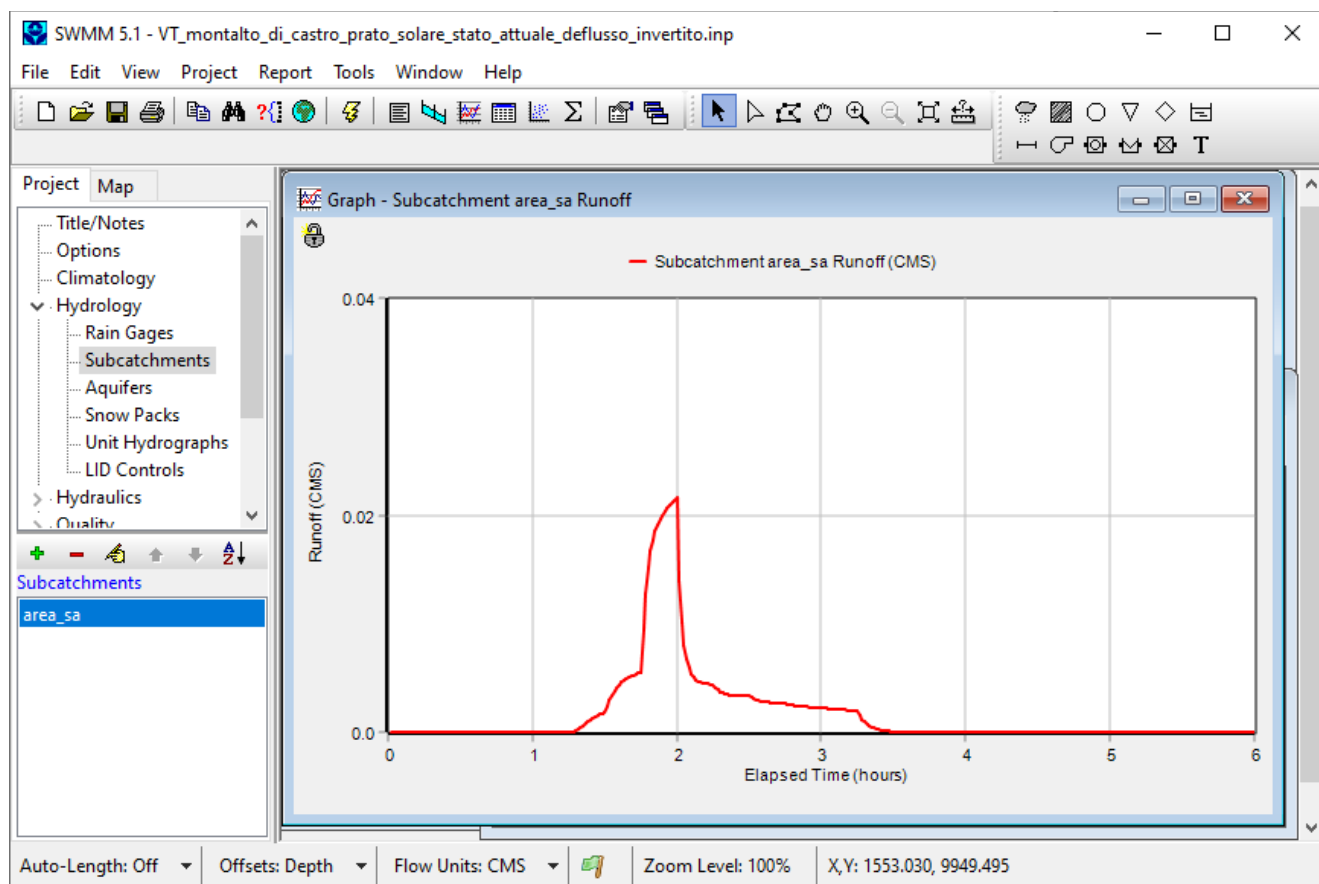 SWMM 5.1 - VT_montalto_di_castro_prato_solare_stato_attuale_deflusso_invertito.inp
File Edit View Project Report Tools Window Help
T
Project Map
Title/Notes
Options
Climatology
Hydrology
Rain Gages
Subcatchments
Aquifers
Snow Packs
Unit Hydrographs
LID Controls
Hydraulics
Quality
Subcatchments
area_sa
Graph - Subcatchment area_sa Runoff
Subcatchment area_sa Runoff (CMS)
0.04
0.02
0.0
Runoff (CMS)
0 1 2 3 4 5 6
Elapsed Time (hours)
Auto-Length: Off Offsets: Depth Flow Units: CMS Zoom Level: 100% X,Y: 1553.030, 9949.495